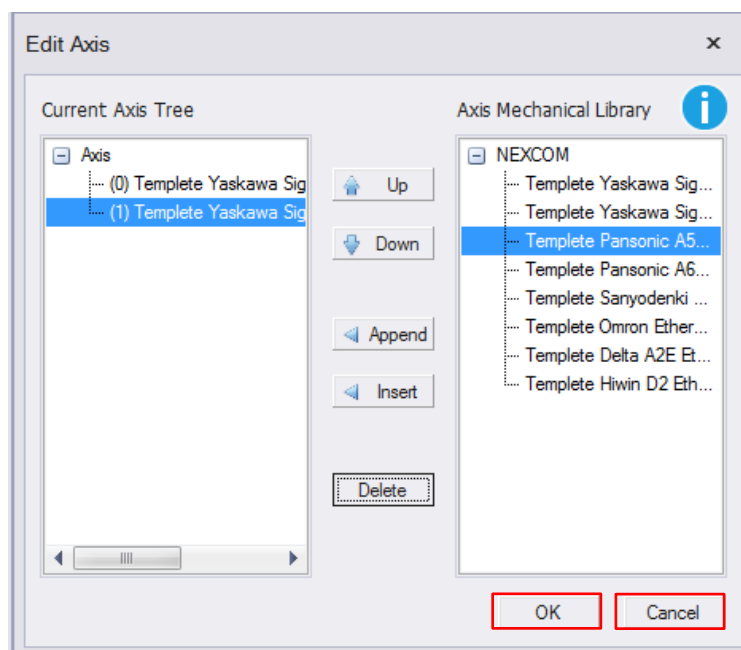 Edit Axis
Current Axis Tree
Axis
(0) Templete Yaskawa Sig
(1) Templete Yaskawa Sig
Up
Down
Append
Insert
Delete
Axis Mechanical Library
NEXCOM
Templete Yaskawa Sig...
Templete Yaskawa Sig...
Templete Pansonic A5...
Templete Pansonic A6...
Templete Sanyodenki ...
Templete Omron Ether...
Templete Delta A2E Et...
Templete Hiwin D2 Eth...
OK
Cancel